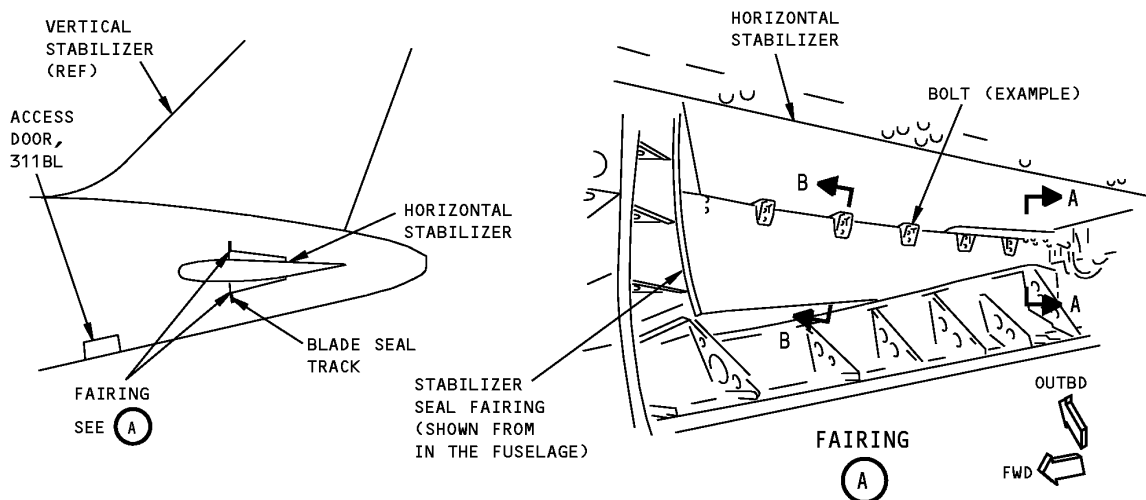 VERTICAL
STABILIZER
(REF)
ACCESS
DOOR,
311BL
HORIZONTAL
STABILIZER
BLADE SEAL
TRACK
FAIRING
SEE A
HORIZONTAL
STABILIZER
BOLT (EXAMPLE)
B
A
A
B
STABILIZER
SEAL FAIRING
(SHOWN FROM
IN THE FUSELAGE)
OUTBD
FWD
FAIRING
A